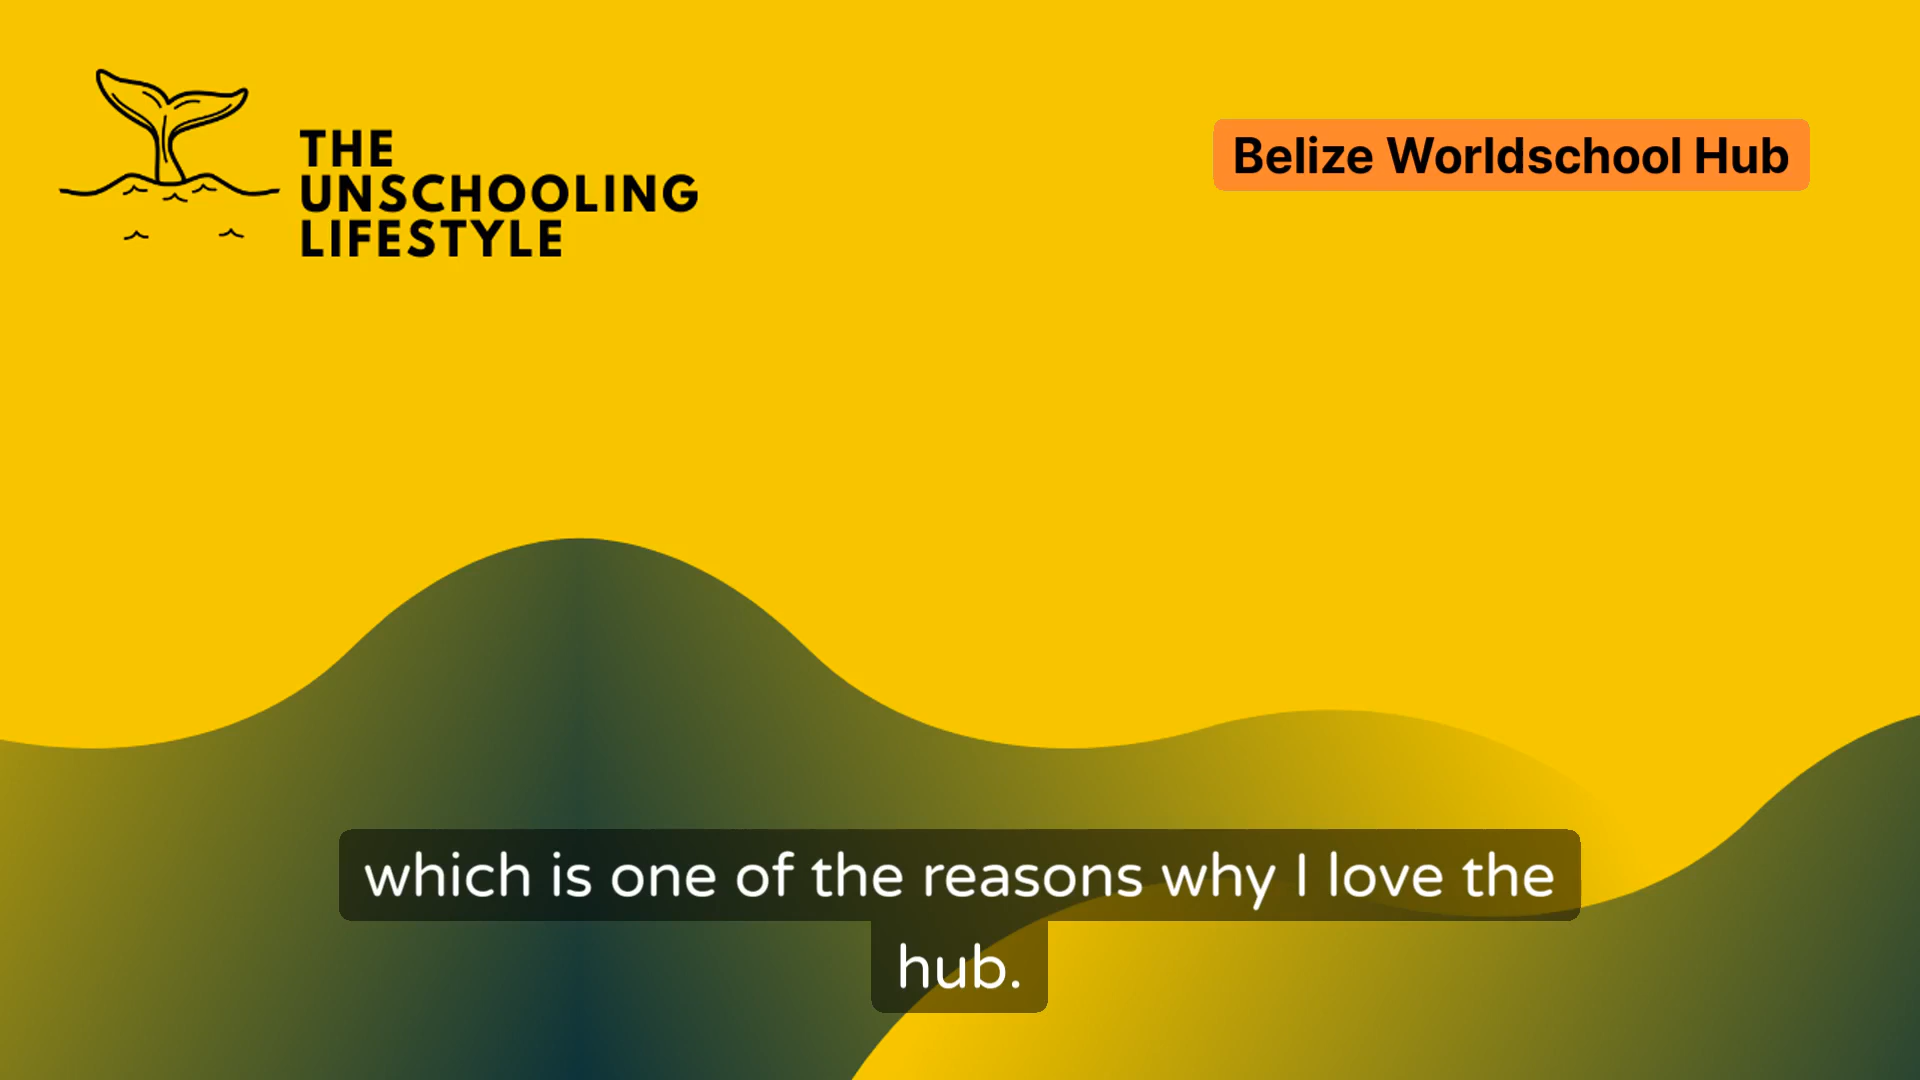 THE
UNSCHOOLING
LIFESTYLE
Belize Worldschool Hub
which is one of the reasons why I love the
hub.